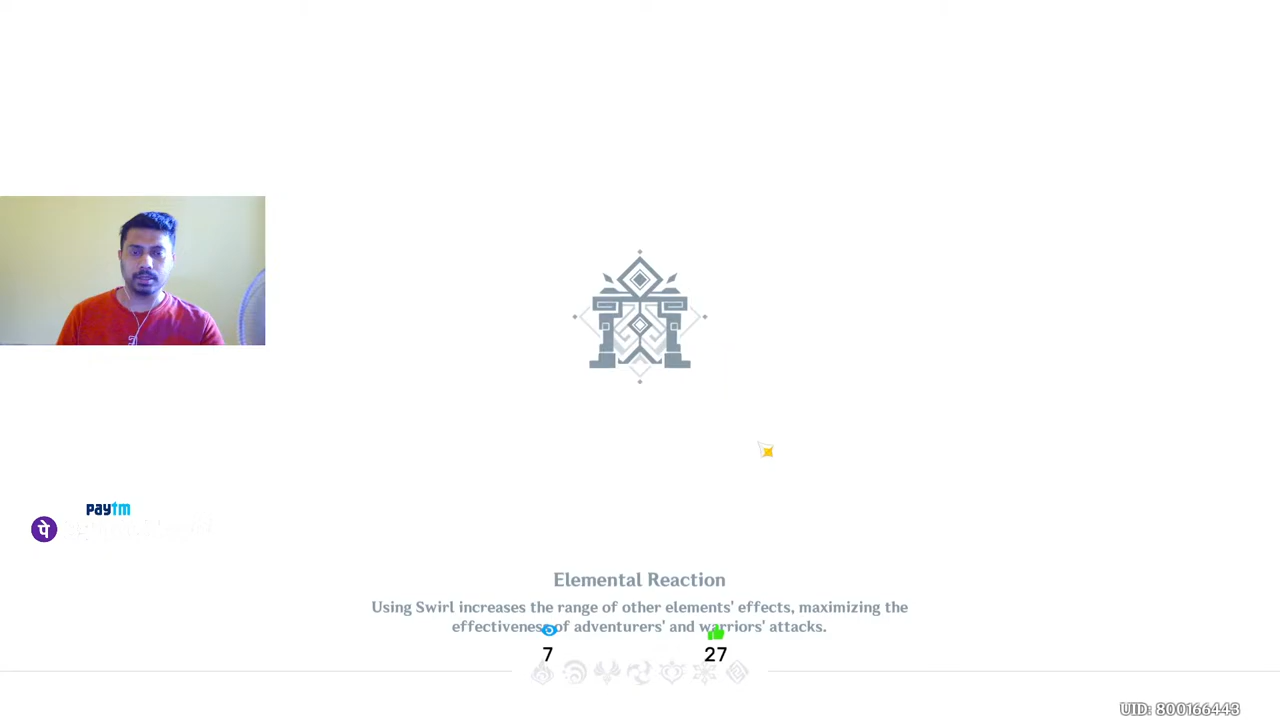 paytm
पे
Elemental Reaction
Using Swirl increases the range of other elements' effects, maximizing the
effectiveness of adventurers' and warriors' attacks.
7
27
UID: 800166443